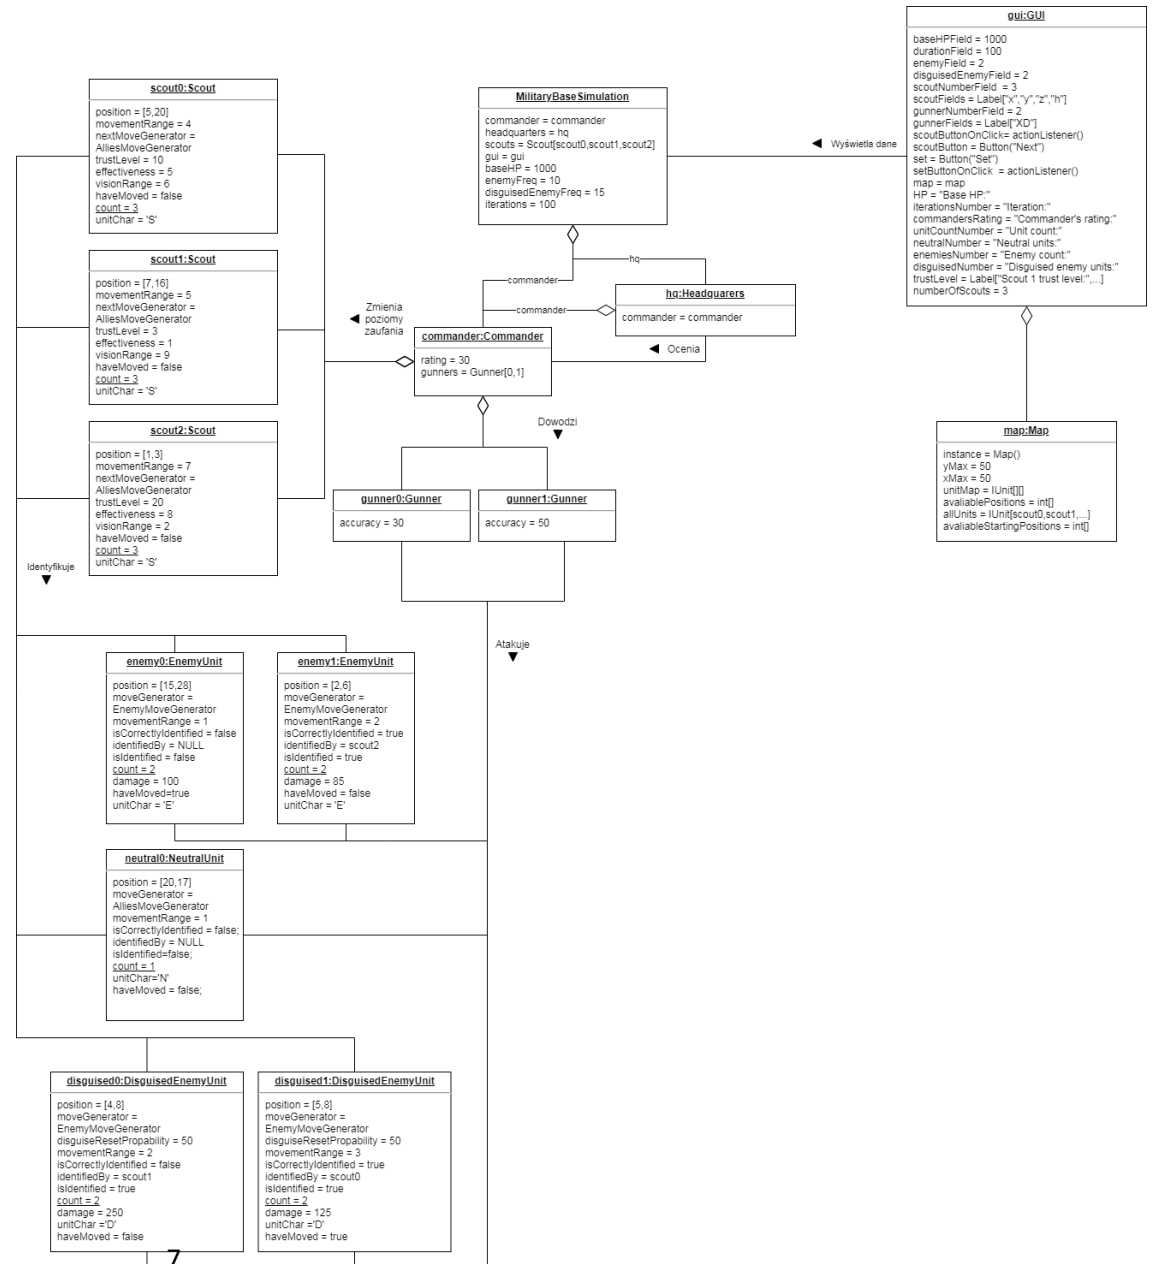 gui:GUI
baseHPField = 1000
durationField = 100
enemyField = 2
disguisedEnemyField = 2
scoutNumberField  = 3
scoutFields = Label["x","y","z","h"]
gunnerNumberField = 2
gunnerFields = Label["XD"]
scoutButtonOnClick= actionListener()
scoutButton = Button("Next")
set = Button("Set")
setButtonOnClick  = actionListener()
map = map
HP = "Base HP:"
iterationsNumber = "Iteration:"
commandersRating = "Commander's rating:"
unitCountNumber = "Unit count:"
neutralNumber = "Neutral units:"
enemiesNumber = "Enemy count:"
disguisedNumber = "Disguised enemy units:"
trustLevel = Label["Scout 1 trust level:",...]
numberOfScouts = 3
scout0:Scout
position = [5,20]
movementRange = 4
nextMoveGenerator =
AlliesMoveGenerator
trustLevel = 10
effectiveness = 5
visionRange = 6
haveMoved = false
count = 3
unitChar = 'S'
MilitaryBaseSimulation
commander = commander
headquarters = hq
scouts = Scout[scout0,scout1,scout2]
gui = gui
baseHP = 1000
enemyFreq = 10
disguisedEnemyFreq = 15
iterations = 100
Wyświetla dane
scout1:Scout
position = [7,16]
movementRange = 5
nextMoveGenerator =
AlliesMoveGenerator
trustLevel = 3
effectiveness = 1
visionRange = 9
haveMoved = false
count = 3
unitChar = 'S'
hq
commander
commander
hq:Headquarers
commander = commander
Zmienia
poziomy
zaufania
Ocenia
commander:Commander
rating = 30
gunners = Gunner[0,1]
Dowodzi
scout2:Scout
position = [1,3]
movementRange = 7
nextMoveGenerator =
AlliesMoveGenerator
trustLevel = 20
effectiveness = 8
visionRange = 2
haveMoved = false
count = 3
unitChar = 'S'
map:Map
instance = Map()
yMax = 50
xMax = 50
unitMap = IUnit[][]
avaliablePositions = int[]
allUnits = IUnit[scout0,scout1,...]
avaliableStartingPositions = int[]
gunner0:Gunner
accuracy = 30
gunner1:Gunner
accuracy = 50
Identyfikuje
Atakuje
enemy0:EnemyUnit
position = [15,28]
moveGenerator =
EnemyMoveGenerator
movementRange = 1
isCorrectlyIdentified = false
identifiedBy = NULL
isIdentified = false
count = 2
damage = 100
haveMoved=true
unitChar = 'E'
enemy1:EnemyUnit
position = [2,6]
moveGenerator =
EnemyMoveGenerator
movementRange = 2
isCorrectlyIdentified = true
identifiedBy = scout2
isIdentified = true
count = 2
damage = 85
haveMoved = false
unitChar = 'E'
neutral0:NeutralUnit
position = [20,17]
moveGenerator =
AlliesMoveGenerator
movementRange = 1
isCorrectlyIdentified = false;
identifiedBy = NULL
isIdentified=false;
count = 1
unitChar='N'
haveMoved = false;
disguised0:DisguisedEnemyUnit
position = [4,8]
moveGenerator =
EnemyMoveGenerator
disguiseResetPropability = 50
movementRange = 2
isCorrectlyIdentified = false
identifiedBy = scout1
isIdentified = true
count = 2
damage = 250
unitChar ='D'
haveMoved = false
disguised1:DisguisedEnemyUnit
position = [5,8]
moveGenerator =
EnemyMoveGenerator
disguiseResetPropability = 50
movementRange = 3
isCorrectlyIdentified = true
identifiedBy = scout0
isIdentified = true
count = 2
damage = 125
unitChar ='D'
haveMoved = true
7